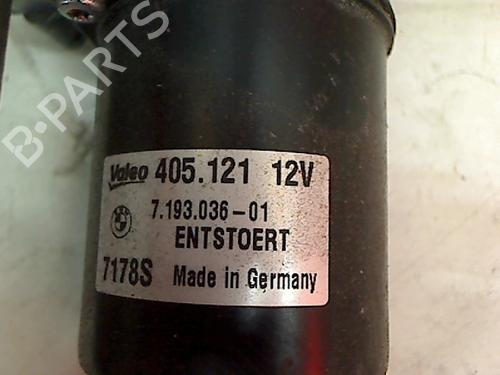 B-PARTS
Valeo 405.121 12V
7.193.036-01
ENTSTOERT
7178S Made in Germany